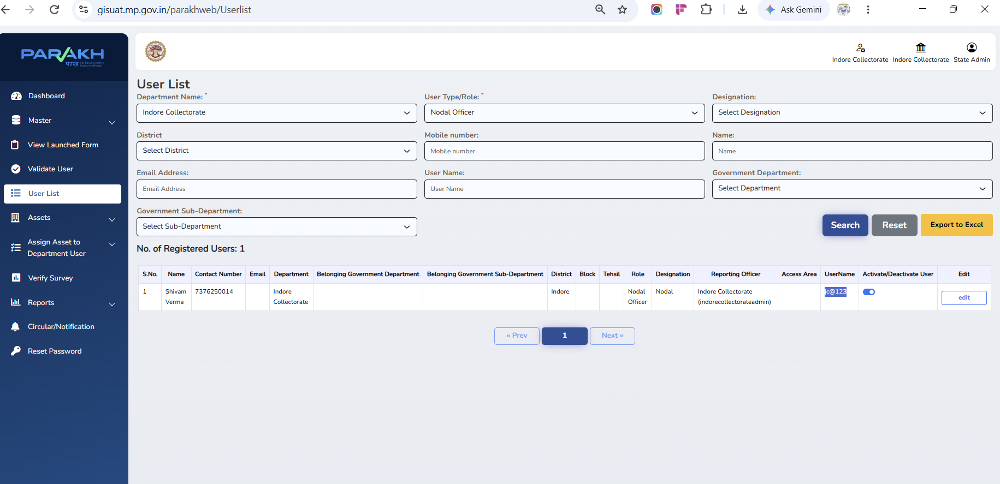 gisuat.mp.gov.in/parakhweb/Userlist
Ask Gemini
PARAKH
परख
Indore Collectorate
Indore Collectorate
State Admin
Dashboard
Master
View Launched Form
Validate User
User List
Assets
Assign Asset to
Department User
Verify Survey
Reports
Circular/Notification
Reset Password
User List
Department Name: *
User Type/Role: *
Designation:
Indore Collectorate
Nodal Officer
Select Designation
District
Mobile number:
Name:
Select District
Mobile number
Name
Email Address:
User Name:
Government Department:
Email Address
User Name
Select Department
Government Sub-Department:
Select Sub-Department
Search
Reset
Export to Excel
No. of Registered Users: 1
S.No. Name Contact Number Email Department Belonging Government Department Belonging Government Sub-Department District Block Tehsil Role Designation Reporting Officer Access Area UserName Activate/Deactivate User Edit
1 Shivam 7376250014 Indore Indore Nodal Nodal Indore Collectorate jc@123
Verma Collectorate Officer (indorecollectorateadmin) edit
« Prev 1 Next »